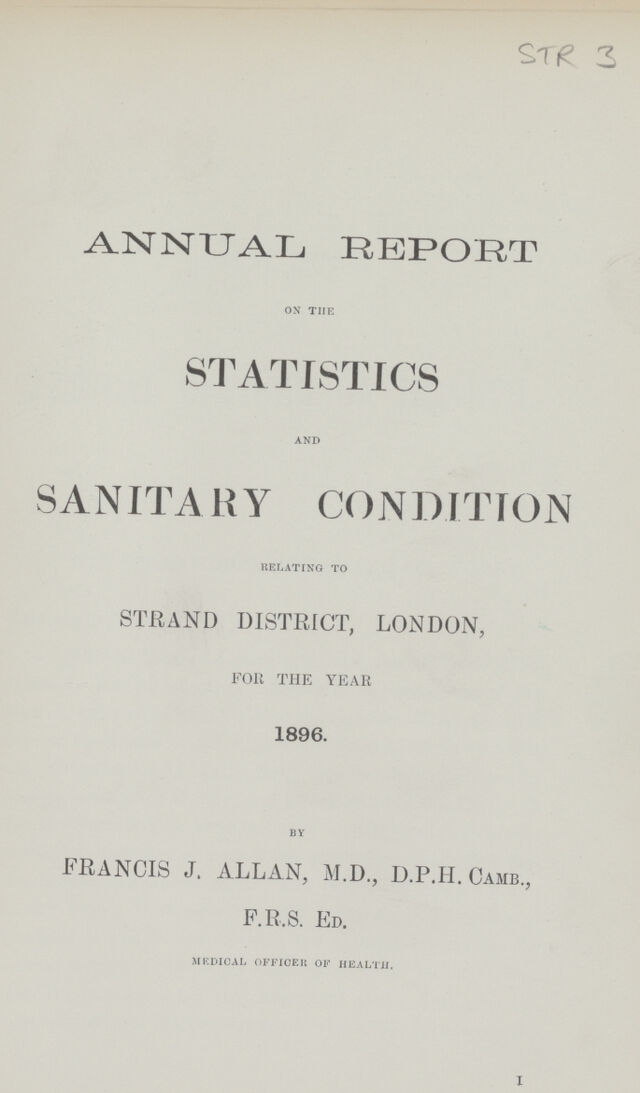 STR 3
ANNUAL REPORT
ON THE
STATISTICS
AND
SANITARY CONDITION
RELATING TO
STRAND DISTRICT, LONDON,
FOR THE YEAR
1896.
BY
FRANCIS J. ALLAN, M.D., D.P.H. CAMB.,
F.R.S. ED.
MEDICAL OFFICER OF HEALTH.
I